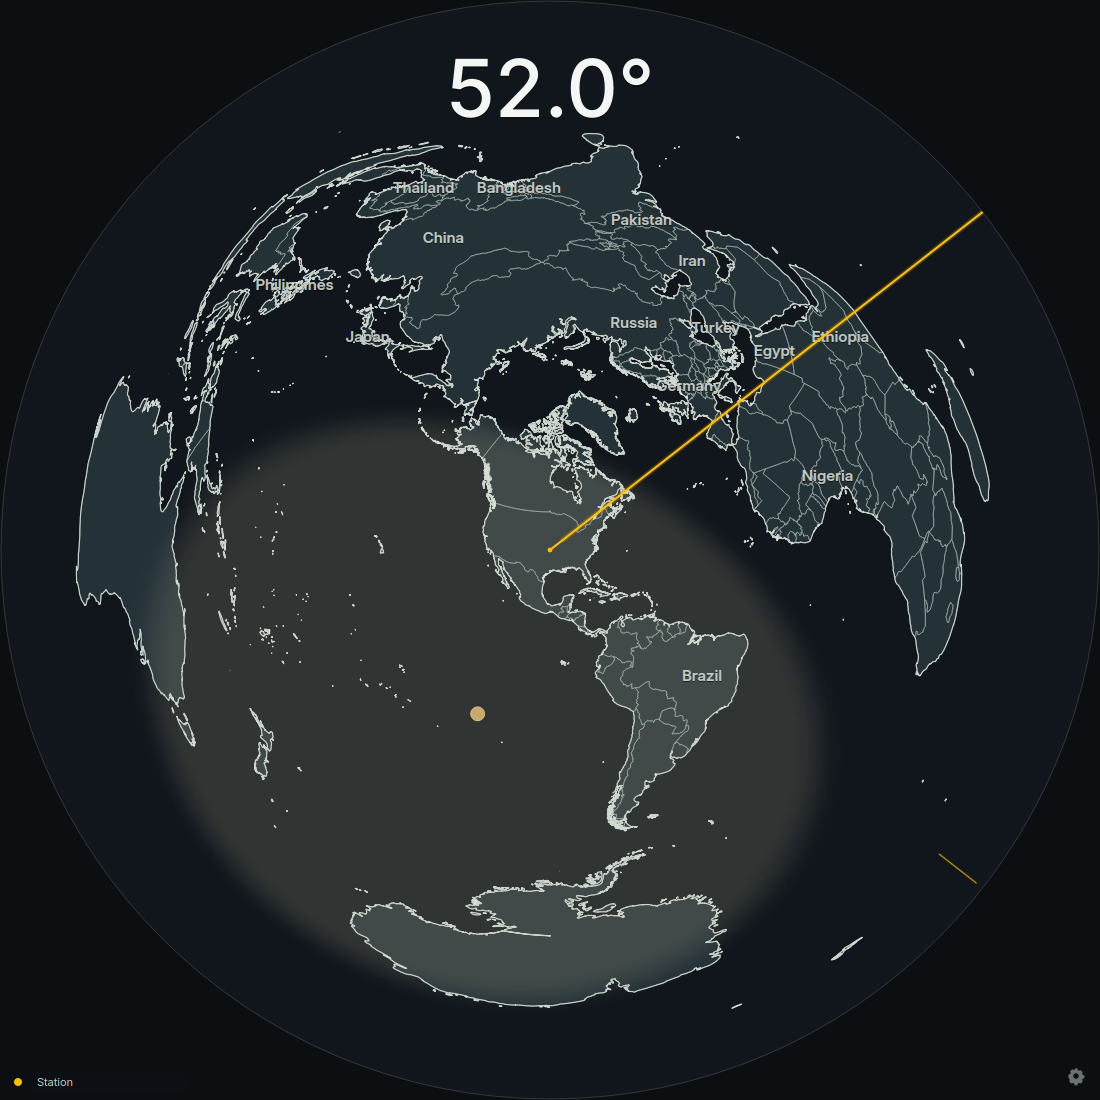 52.0°
Thailand
Bangladesh
Pakistan
China
Iran
Philippines
Russia
Turkey
Japan
Ethiopia
Egypt
Germany
Nigeria
Brazil
Station